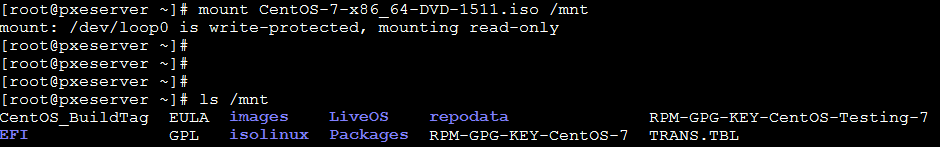 [root@pxeserver ~]# mount CentOS-7-x86_64-DVD-1511.iso /mnt
mount: /dev/loop0 is write-protected, mounting read-only
[root@pxeserver ~]#
[root@pxeserver ~]#
[root@pxeserver ~]#
[root@pxeserver ~]# ls /mnt
CentOS_BuildTag  EULA  images    LiveOS    repodata              RPM-GPG-KEY-CentOS-Testing-7
EFI              GPL   isolinux  Packages  RPM-GPG-KEY-CentOS-7  TRANS.TBL